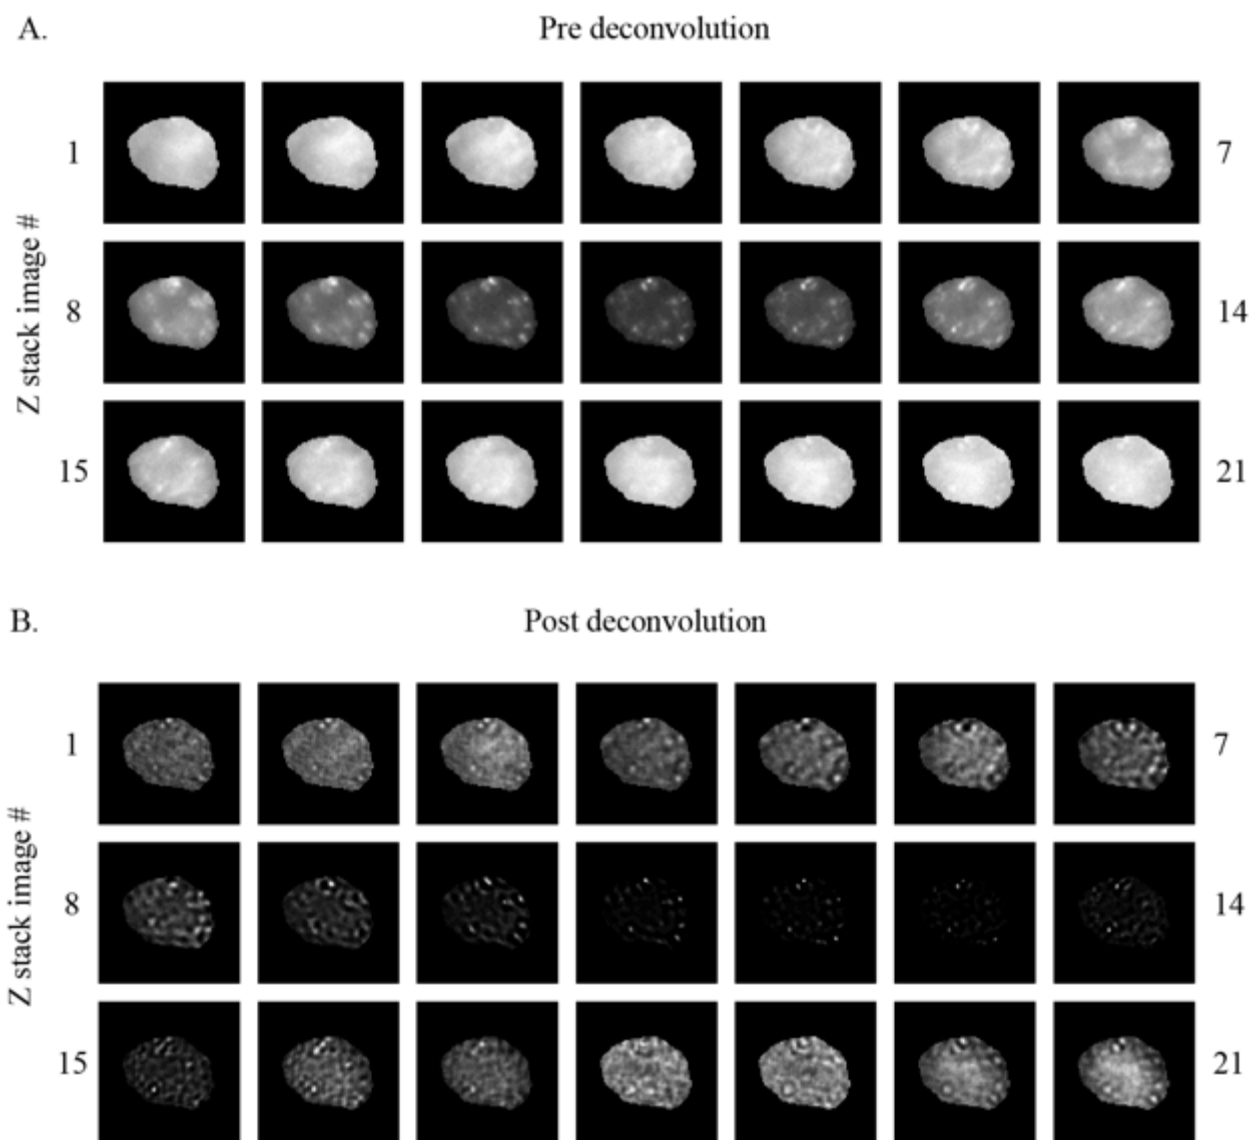 A.
Pre deconvolution
Z stack image #
1
7
8
14
15
21
B.
Post deconvolution
Z stack image #
1
7
8
14
15
21